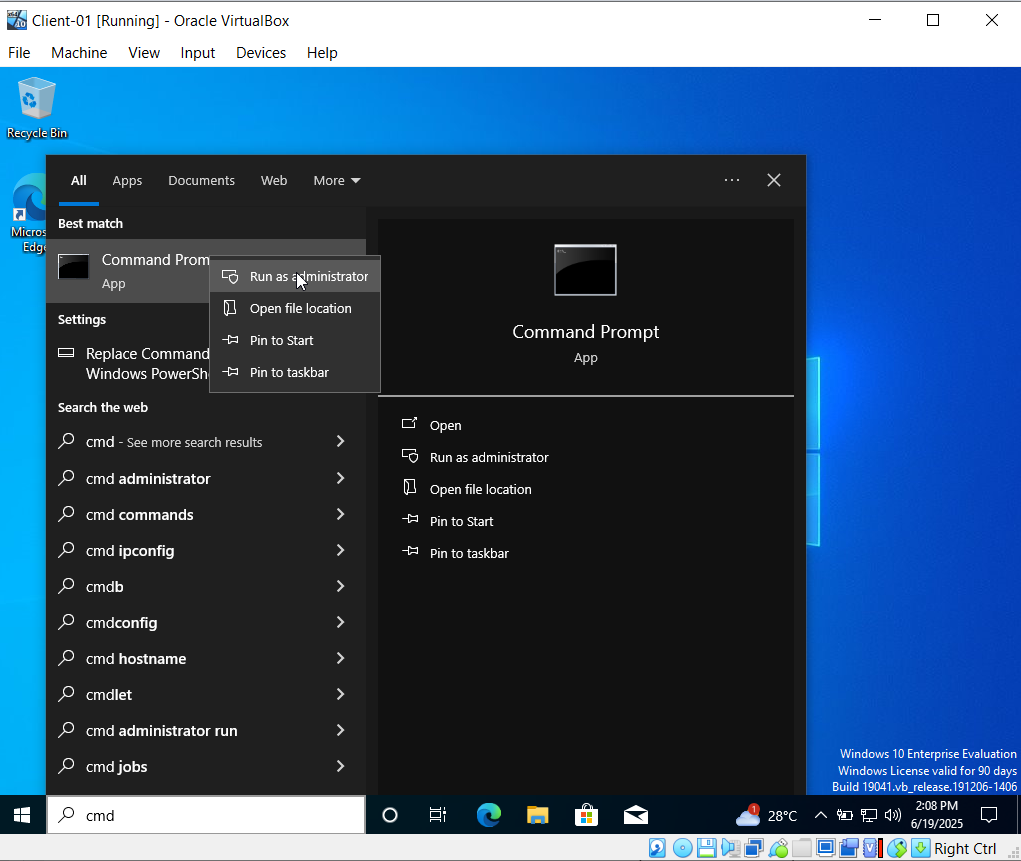 Client-01 [Running] - Oracle VirtualBox
File Machine View Input Devices Help
Recycle Bin
Micros
Edge
All Apps Documents Web More
Best match
Command Prom
App
Run as administrator
Open file location
Pin to Start
Pin to taskbar
Settings
Replace Command
Windows PowerSh
Search the web
cmd - See more search results
cmd administrator
cmd commands
cmd ipconfig
cmdb
cmdconfig
cmd hostname
cmdlet
cmd administrator run
cmd jobs
Command Prompt
App
Open
Run as administrator
Open file location
Pin to Start
Pin to taskbar
Windows 10 Enterprise Evaluation
Windows License valid for 90 days
Build 19041.vb_release.191206-1406
cmd
1
28°C
2:08 PM
6/19/2025
Right Ctrl